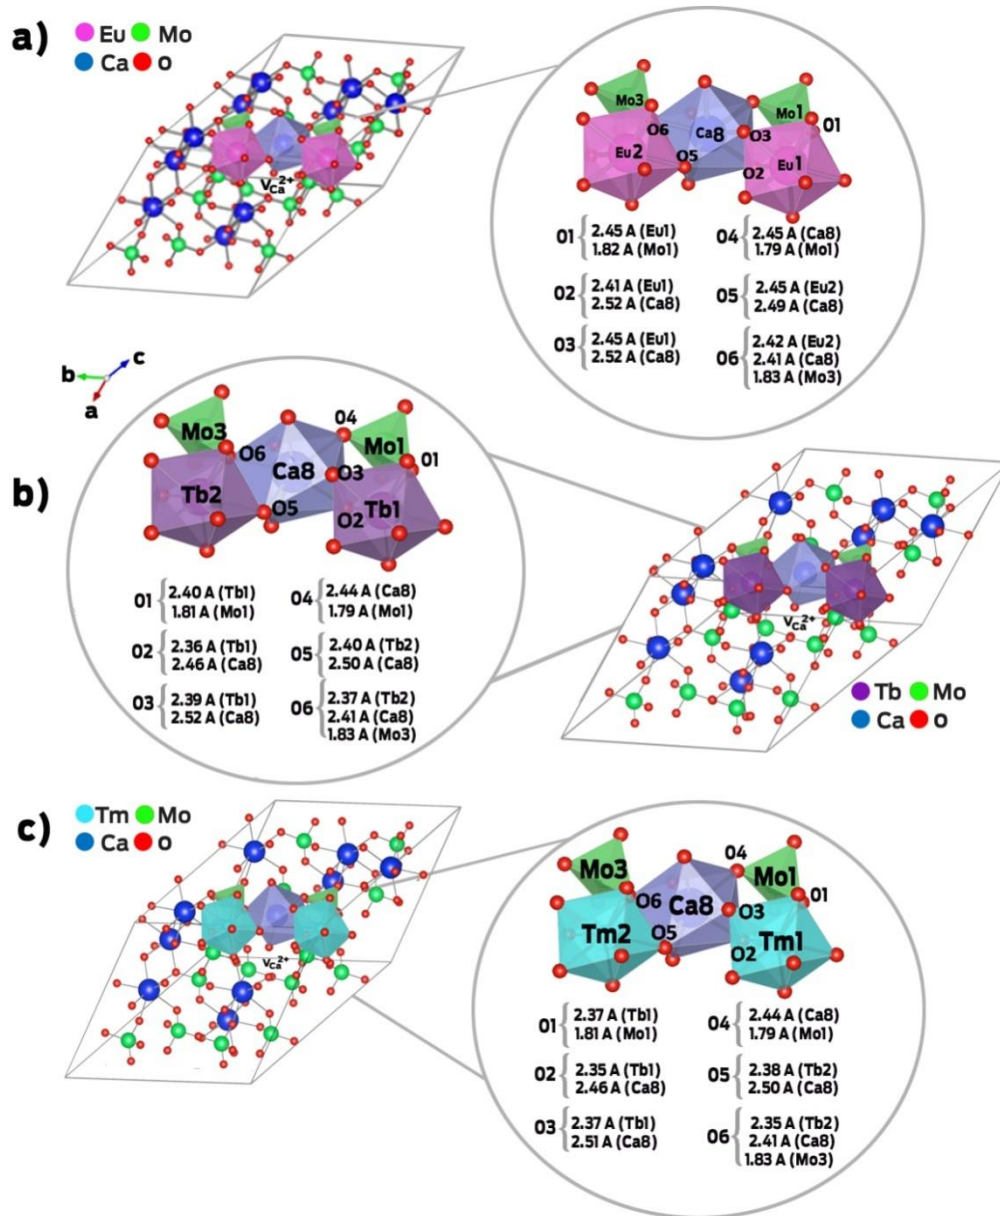 a)
Eu Mo
Ca O
V Ca 2+
Mo3 Mo1
O6 Ca8 O3 O1
Eu2 O5 O2 Eu1
O1 { 2.45 A (Eu1)
1.82 A (Mo1)
O4 { 2.45 A (Ca8)
1.79 A (Mo1)
O2 { 2.41 A (Eu1)
2.52 A (Ca8)
O5 { 2.45 A (Eu2)
2.49 A (Ca8)
O3 { 2.45 A (Eu1)
2.52 A (Ca8)
O6 { 2.42 A (Eu2)
2.41 A (Ca8)
1.83 A (Mo3)
c
b
a
b)
O4
Mo3 Mo1
O6 Ca8 O3 O1
Tb2 O5 O2 Tb1
O1 { 2.40 A (Tb1)
1.81 A (Mo1)
O4 { 2.44 A (Ca8)
1.79 A (Mo1)
O2 { 2.36 A (Tb1)
2.46 A (Ca8)
O5 { 2.40 A (Tb2)
2.50 A (Ca8)
O3 { 2.39 A (Tb1)
2.52 A (Ca8)
O6 { 2.37 A (Tb2)
2.41 A (Ca8)
1.83 A (Mo3)
V Ca 2+
Tb Mo
Ca O
c)
Tm Mo
Ca O
V Ca 2+
O4
Mo3 Mo1
O6 Ca8 O3 O1
Tm2 O5 O2 Tm1
O1 { 2.37 A (Tb1)
1.81 A (Mo1)
O4 { 2.44 A (Ca8)
1.79 A (Mo1)
O2 { 2.35 A (Tb1)
2.46 A (Ca8)
O5 { 2.38 A (Tb2)
2.50 A (Ca8)
O3 { 2.37 A (Tb1)
2.51 A (Ca8)
O6 { 2.35 A (Tb2)
2.41 A (Ca8)
1.83 A (Mo3)